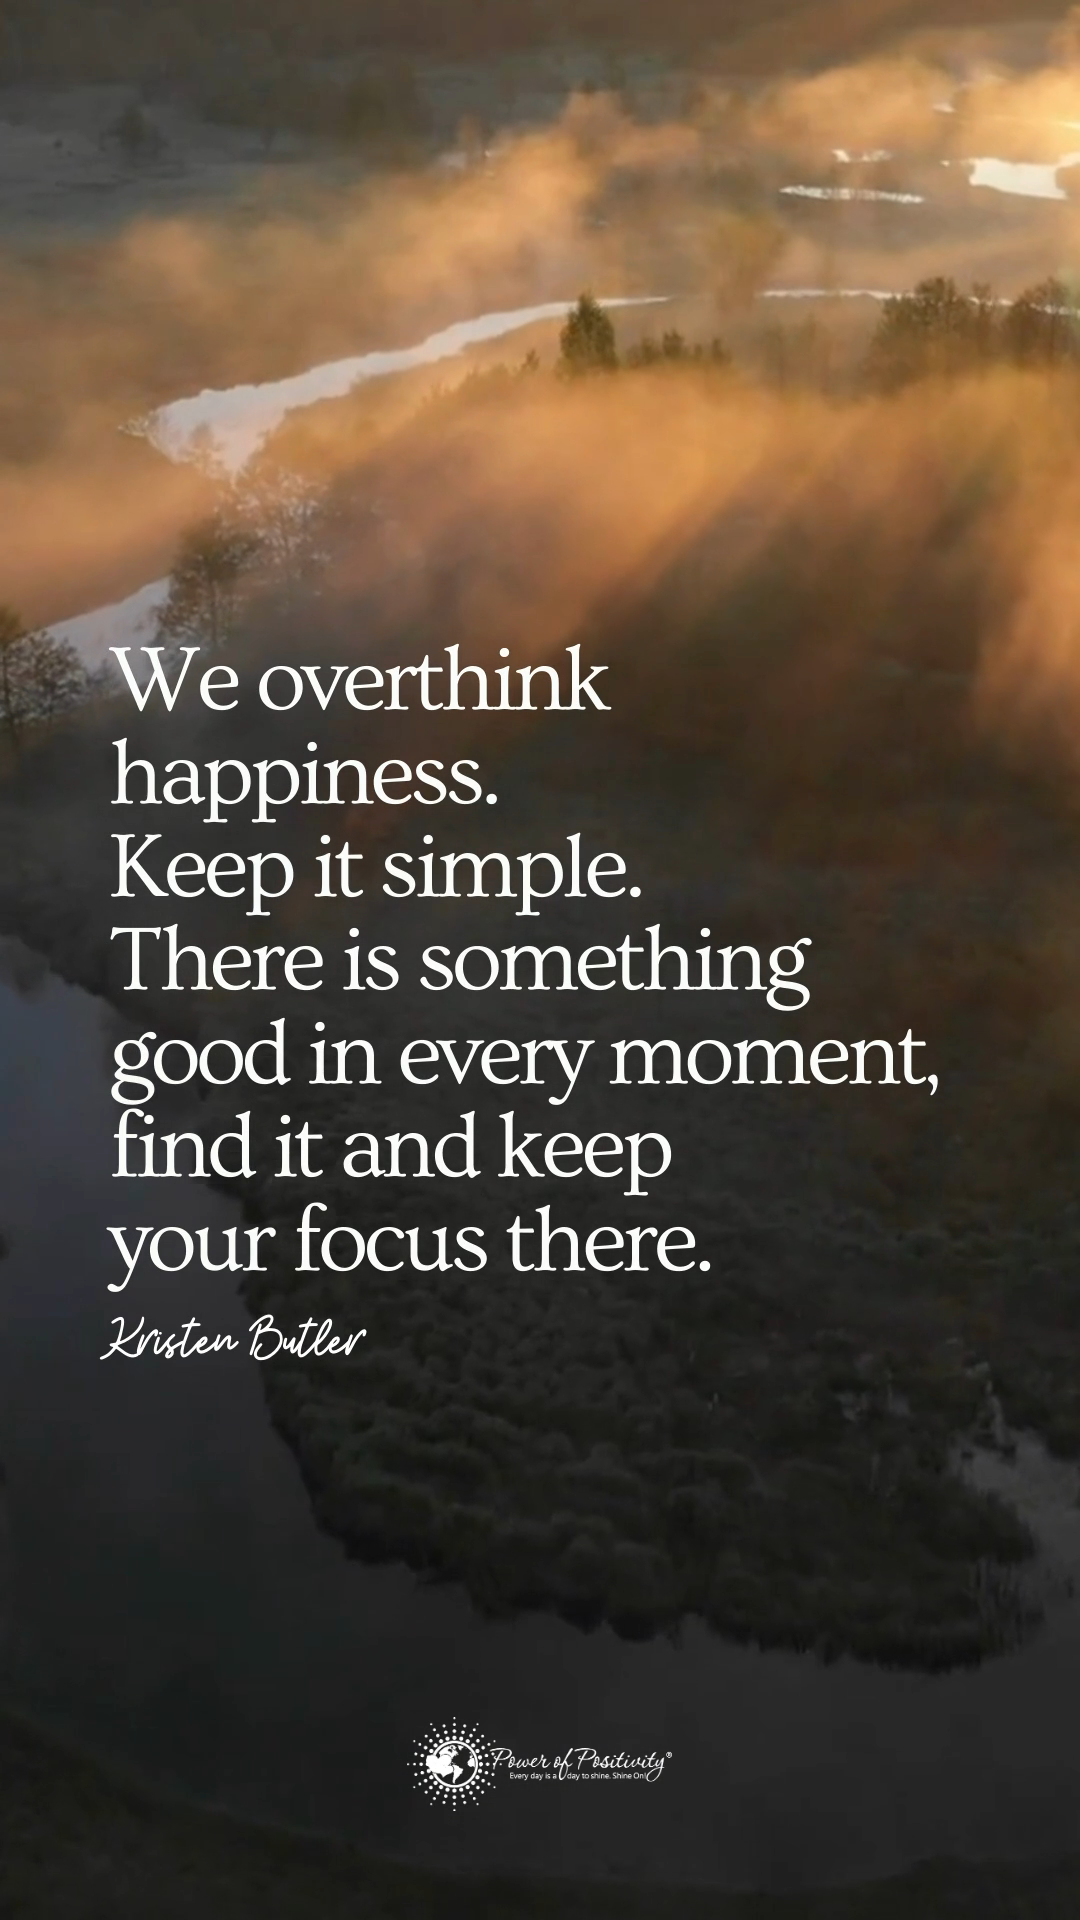 We overthink
happiness.
Keep it simple.
There is something
good in every moment,
find it and keep
your focus there.
Kristen Butler
Power of Positivity®
Every day is a day to shine. Shine On!